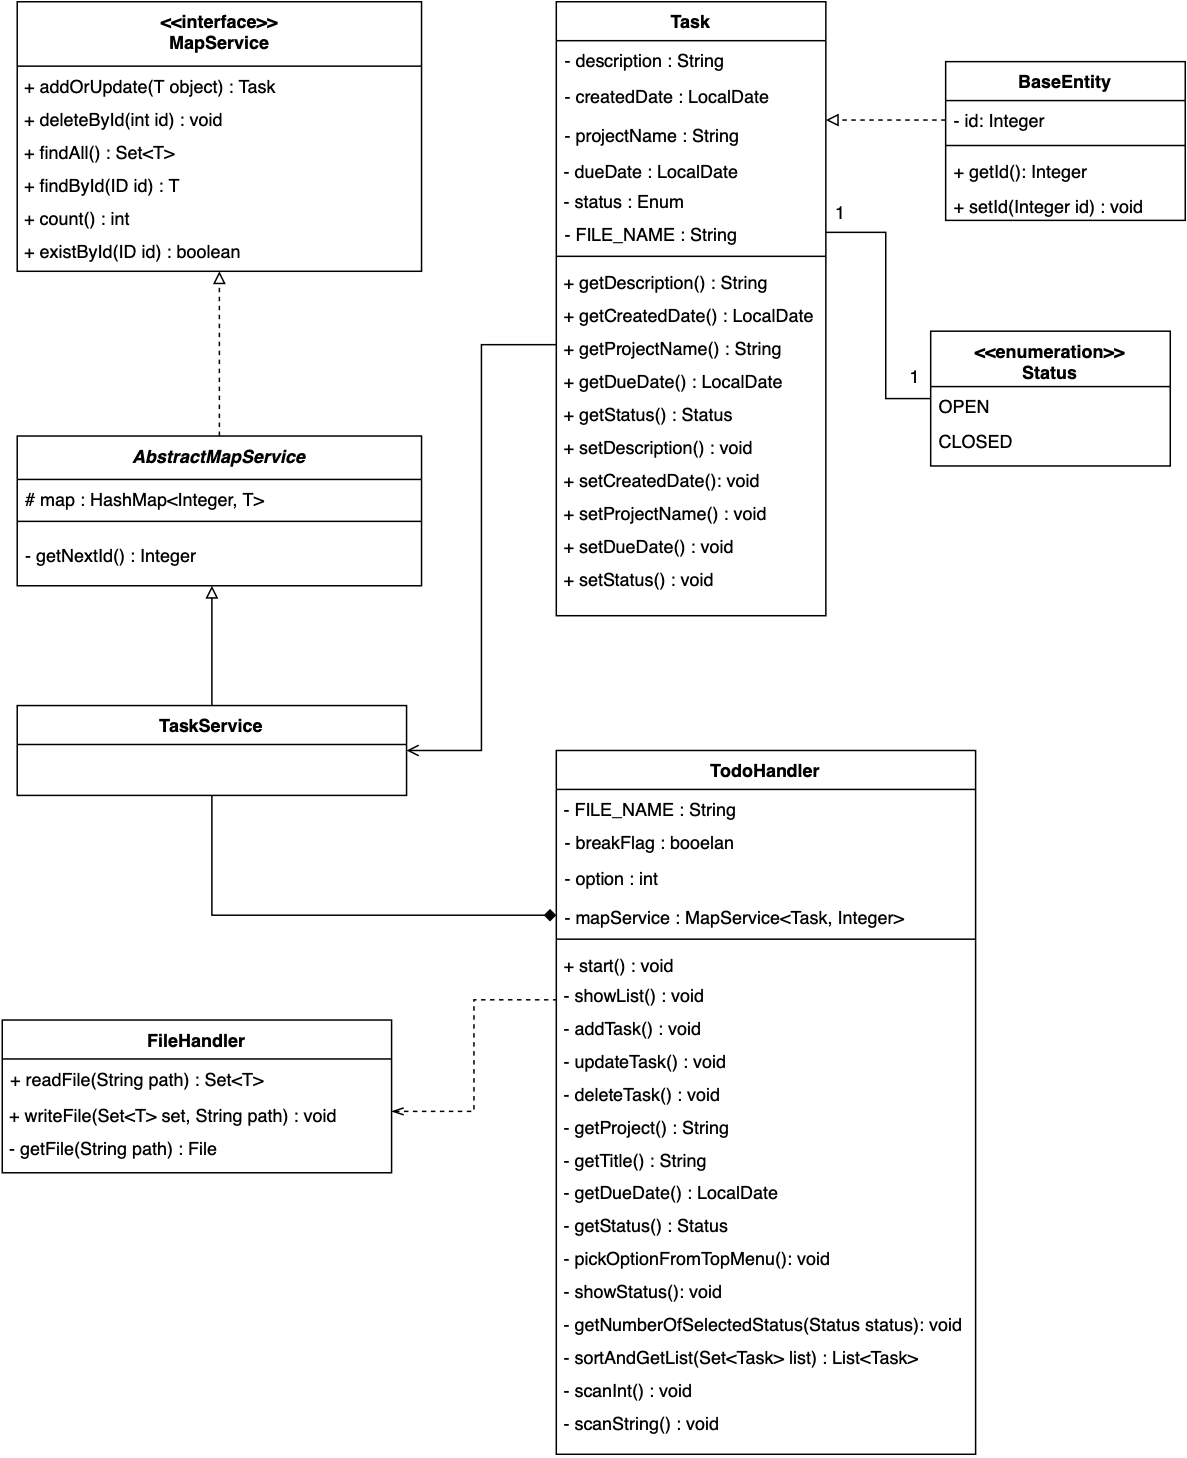 <<interface>>
MapService
+ addOrUpdate(T object) : Task
+ deleteById(int id) : void
+ findAll() : Set<T>
+ findById(ID id) : T
+ count() : int
+ existById(ID id) : boolean
Task
- description : String
- createdDate : LocalDate
- projectName : String
- dueDate : LocalDate
- status : Enum
- FILE_NAME : String
+ getDescription() : String
+ getCreatedDate() : LocalDate
+ getProjectName() : String
+ getDueDate() : LocalDate
+ getStatus() : Status
+ setDescription() : void
+ setCreatedDate(): void
+ setProjectName() : void
+ setDueDate() : void
+ setStatus() : void
BaseEntity
- id: Integer
+ getId(): Integer
+ setId(Integer id) : void
1
1
<<enumeration>>
Status
OPEN
CLOSED
AbstractMapService
# map : HashMap<Integer, T>
- getNextId() : Integer
TaskService
TodoHandler
- FILE_NAME : String
- breakFlag : booelan
- option : int
- mapService : MapService<Task, Integer>
+ start() : void
- showList() : void
- addTask() : void
- updateTask() : void
- deleteTask() : void
- getProject() : String
- getTitle() : String
- getDueDate() : LocalDate
- getStatus() : Status
- pickOptionFromTopMenu(): void
- showStatus(): void
- getNumberOfSelectedStatus(Status status): void
- sortAndGetList(Set<Task> list) : List<Task>
- scanInt() : void
- scanString() : void
FileHandler
+ readFile(String path) : Set<T>
+ writeFile(Set<T> set, String path) : void
- getFile(String path) : File